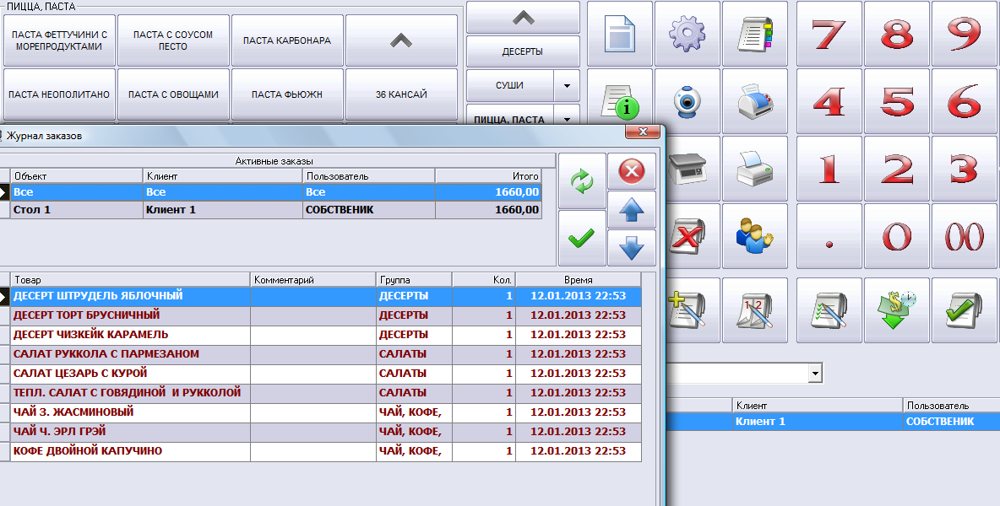 ПИЦЦА, ПАСТА
ПАСТА ФЕТТУЧИНИ С
МОРЕПРОДУКТАМИ
ПАСТА С СОУСОМ
ПЕСТО
ПАСТА КАРБОНАРА
ПАСТА НЕОПОЛИТАНО
ПАСТА С ОВОЩАМИ
ПАСТА ФЬЮЖН
36 КАНСАЙ
ДЕСЕРТЫ
СУШИ
ПИЦЦА, ПАСТА
7 8 9
4 5 6
1 2 3
. 0 00
1 2
Журнал заказов
Активные заказы
Объект Клиент Пользователь Итого
Все Все Все 1660,00
Стол 1 Клиент 1 СОБСТВЕНИК 1660,00
Товар Комментарий Группа Кол. Время
ДЕСЕРТ ШТРУДЕЛЬ ЯБЛОЧНЫЙ ДЕСЕРТЫ 1 12.01.2013 22:53
ДЕСЕРТ ТОРТ БРУСНИЧНЫЙ ДЕСЕРТЫ 1 12.01.2013 22:53
ДЕСЕРТ ЧИЗКЕЙК КАРАМЕЛЬ ДЕСЕРТЫ 1 12.01.2013 22:53
САЛАТ РУККОЛА С ПАРМЕЗАНОМ САЛАТЫ 1 12.01.2013 22:53
САЛАТ ЦЕЗАРЬ С КУРОЙ САЛАТЫ 1 12.01.2013 22:53
ТЕПЛ. САЛАТ С ГОВЯДИНОЙ И РУККОЛОЙ САЛАТЫ 1 12.01.2013 22:53
ЧАЙ З. ЖАСМИНОВЫЙ ЧАЙ, КОФЕ, 1 12.01.2013 22:53
ЧАЙ Ч. ЭРЛ ГРЭЙ ЧАЙ, КОФЕ, 1 12.01.2013 22:53
КОФЕ ДВОЙНОЙ КАПУЧИНО ЧАЙ, КОФЕ, 1 12.01.2013 22:53
Клиент Пользователь
Клиент 1 СОБСТВЕНИК